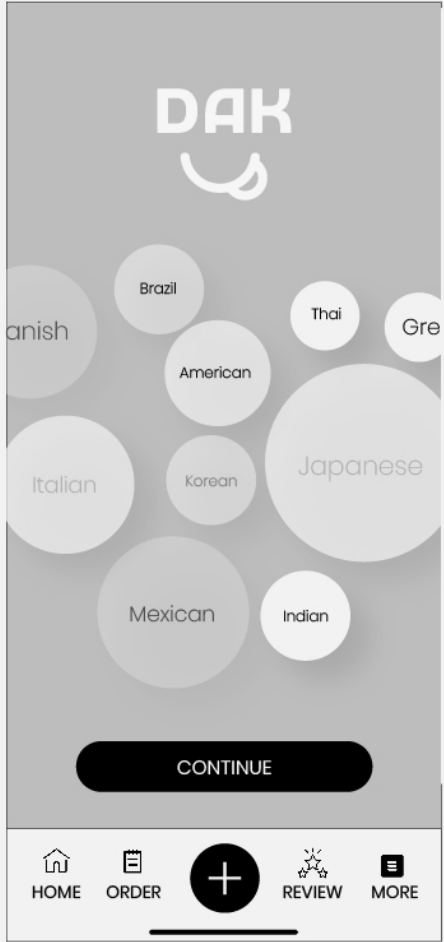 DAK
Brazil
Thai
anish
Gre
American
Japanese
Italian
Korean
Mexican
Indian
CONTINUE
HOME
ORDER
REVIEW
MORE